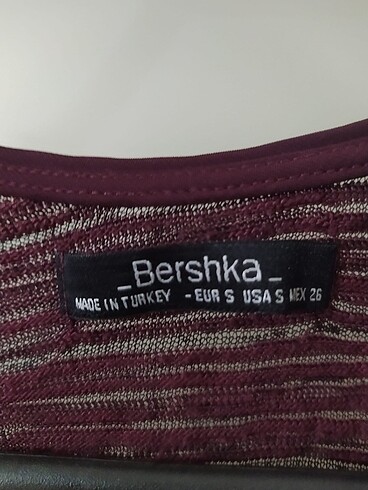 _Bershka_
MADE IN TURKEY - EUR S USA S MEX 26